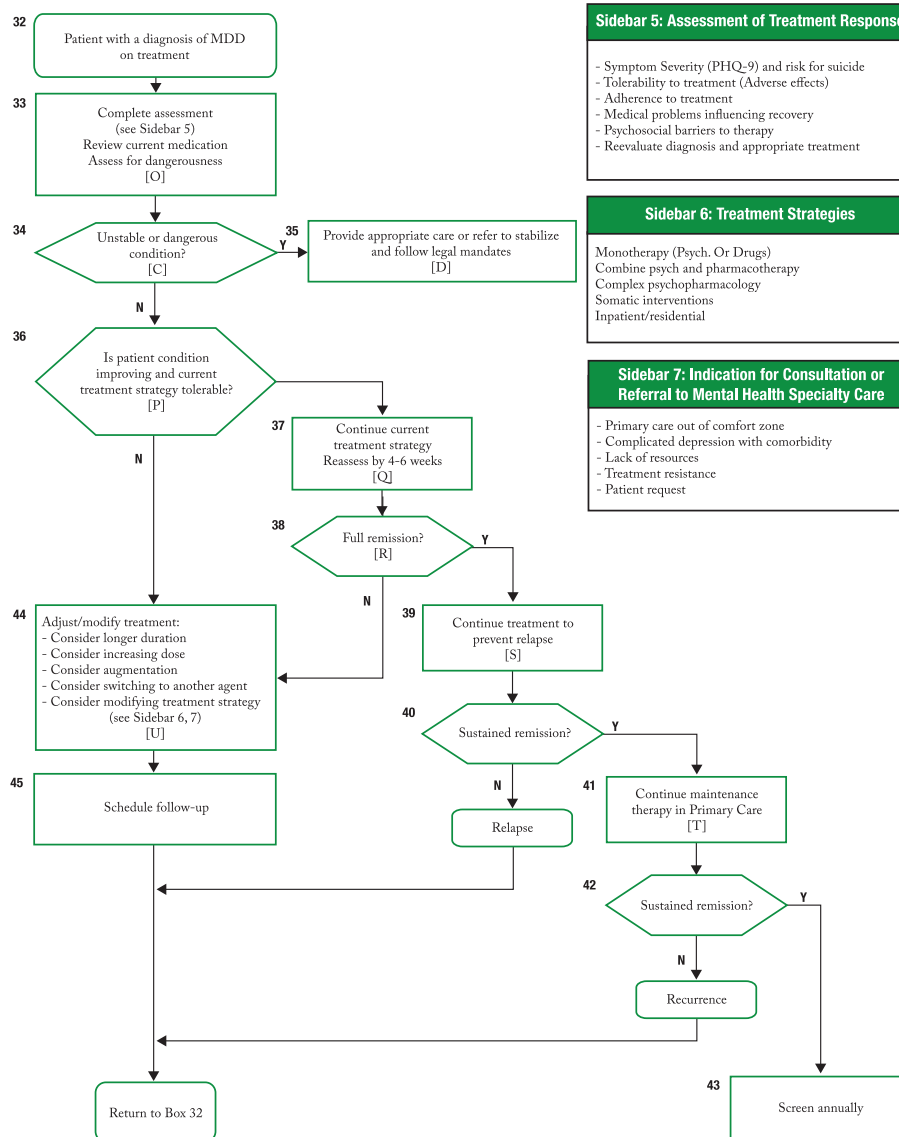 32
Patient with a diagnosis of MDD
on treatment
33
Complete assessment
(see Sidebar 5)
Review current medication
Assess for dangerousness
[O]
34
Unstable or dangerous
condition?
[C]
Y
N
35
Provide appropriate care or refer to stabilize
and follow legal mandates
[D]
36
Is patient condition
improving and current
treatment strategy tolerable?
[P]
N
37
Continue current
treatment strategy
Reassess by 4-6 weeks
[Q]
38
Full remission?
[R]
Y
N
39
Continue treatment to
prevent relapse
[S]
44
Adjust/modify treatment:
- Consider longer duration
- Consider increasing dose
- Consider augmentation
- Consider switching to another agent
- Consider modifying treatment strategy
(see Sidebar 6, 7)
[U]
40
Sustained remission?
Y
N
45
Schedule follow-up
Relapse
41
Continue maintenance
therapy in Primary Care
[T]
42
Sustained remission?
Y
N
Recurrence
Return to Box 32
43
Screen annually
Sidebar 5: Assessment of Treatment Response
- Symptom Severity (PHQ-9) and risk for suicide
- Tolerability to treatment (Adverse effects)
- Adherence to treatment
- Medical problems influencing recovery
- Psychosocial barriers to therapy
- Reevaluate diagnosis and appropriate treatment
Sidebar 6: Treatment Strategies
Monotherapy (Psych. Or Drugs)
Combine psych and pharmacotherapy
Complex psychopharmacology
Somatic interventions
Inpatient/residential
Sidebar 7: Indication for Consultation or
Referral to Mental Health Specialty Care
- Primary care out of comfort zone
- Complicated depression with comorbidity
- Lack of resources
- Treatment resistance
- Patient request